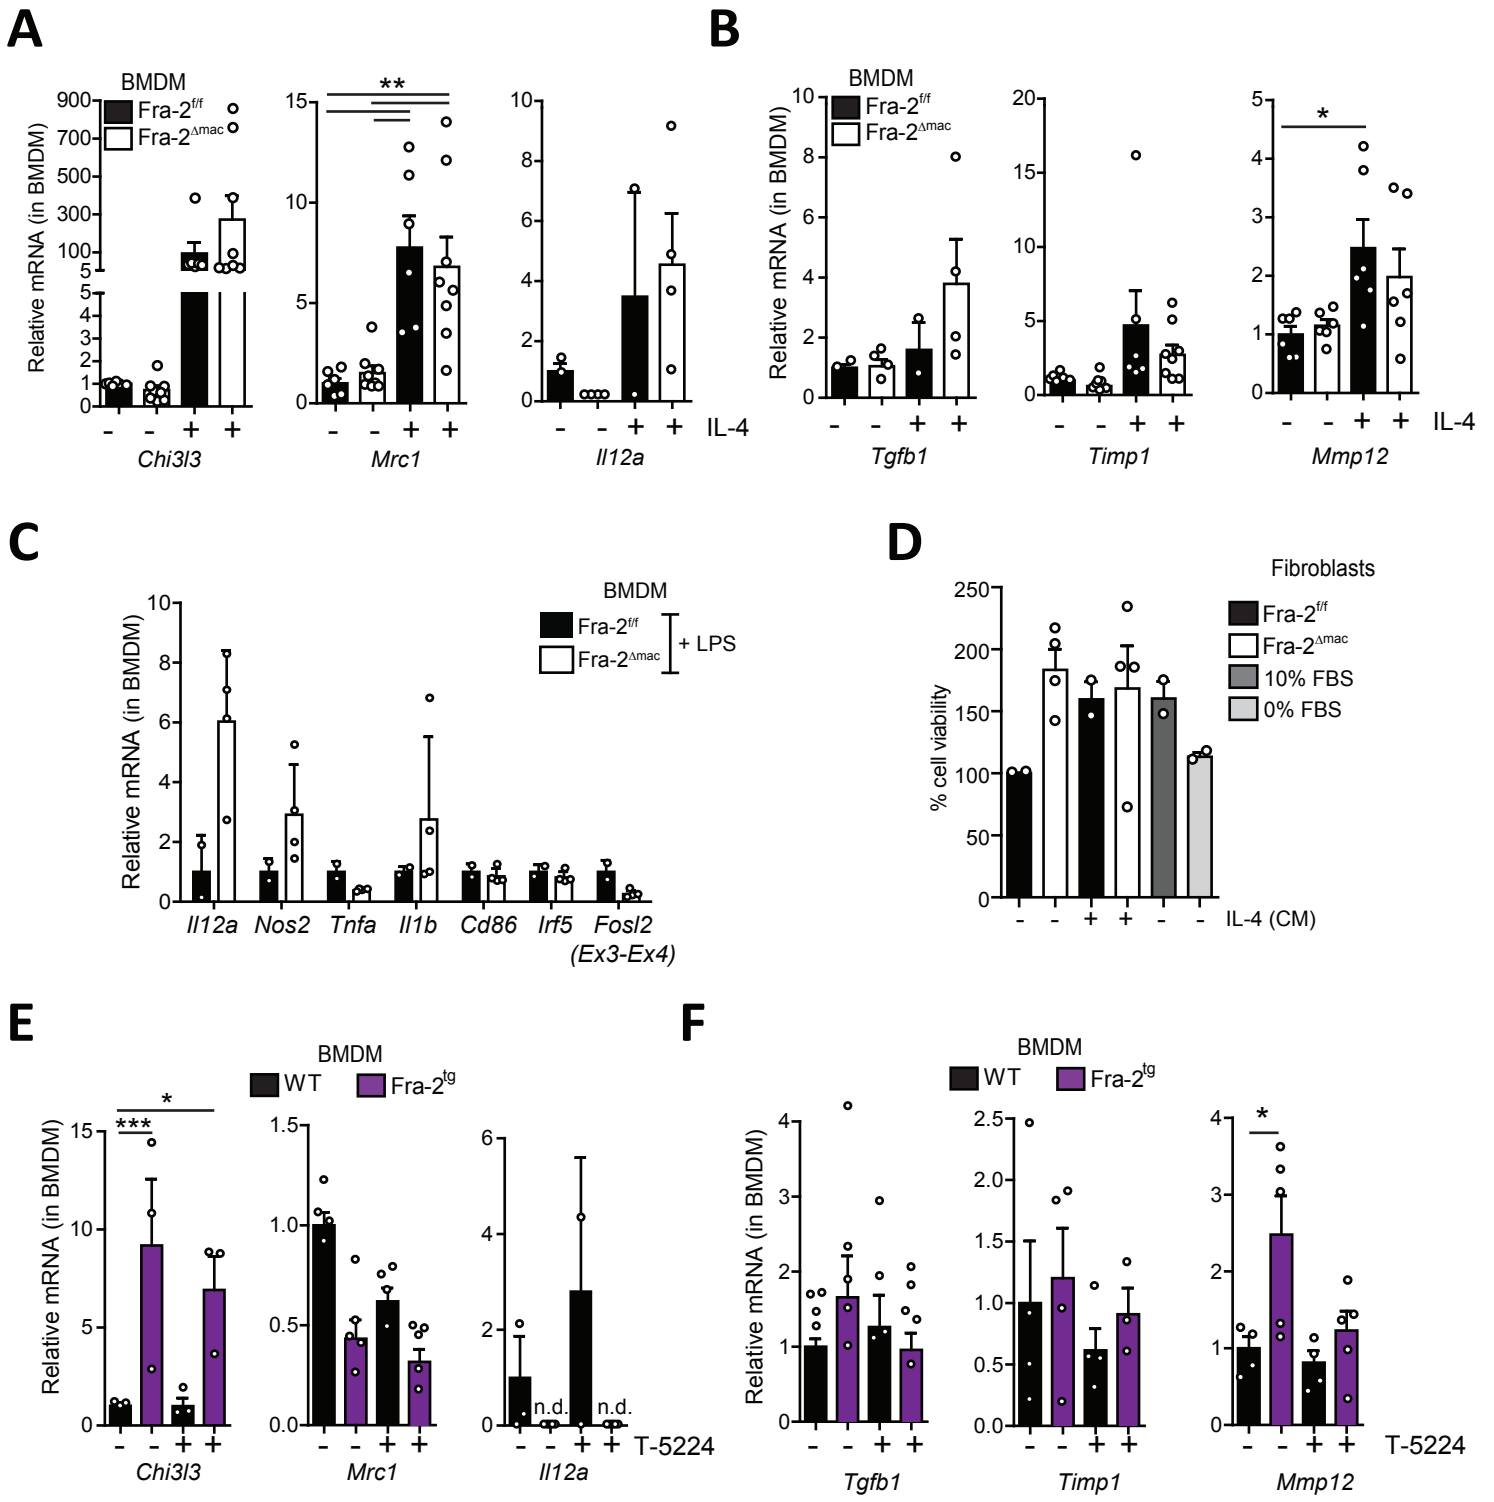 A
BMDM
Fra-2f/f
Fra-2Δmac
Relative mRNA (in BMDM)
900
700
500
300
100
5
5
4
3
2
1
0
- - + +
Chi3l3
**
15
10
5
0
- - + +
Mrc1
10
8
6
4
2
0
- - + + IL-4
Il12a
B
BMDM
Fra-2f/f
Fra-2Δmac
Relative mRNA (in BMDM)
10
8
6
4
2
0
- - + +
Tgfb1
20
15
10
5
0
- - + +
Timp1
*
5
4
3
2
1
0
- - + + IL-4
Mmp12
C
BMDM
Fra-2f/f
Fra-2Δmac
+ LPS
Relative mRNA (in BMDM)
10
8
6
4
2
0
Il12a Nos2 Tnfa Il1b Cd86 Irf5 Fosl2
(Ex3-Ex4)
D
Fibroblasts
Fra-2f/f
Fra-2Δmac
10% FBS
0% FBS
% cell viability
250
200
150
100
50
0
- - + + - - IL-4 (CM)
E
BMDM
WT Fra-2tg
Relative mRNA (in BMDM)
*
***
15
10
5
0
- - + +
Chi3l3
1.5
1.0
0.5
0.0
- - + +
Mrc1
6
4
2
0
n.d. n.d.
- - + + T-5224
Il12a
F
BMDM
WT Fra-2tg
Relative mRNA (in BMDM)
4
3
2
1
0
- - + +
Tgfb1
2.5
2.0
1.5
1.0
0.5
0.0
- - + +
Timp1
*
4
3
2
1
0
- - + + T-5224
Mmp12